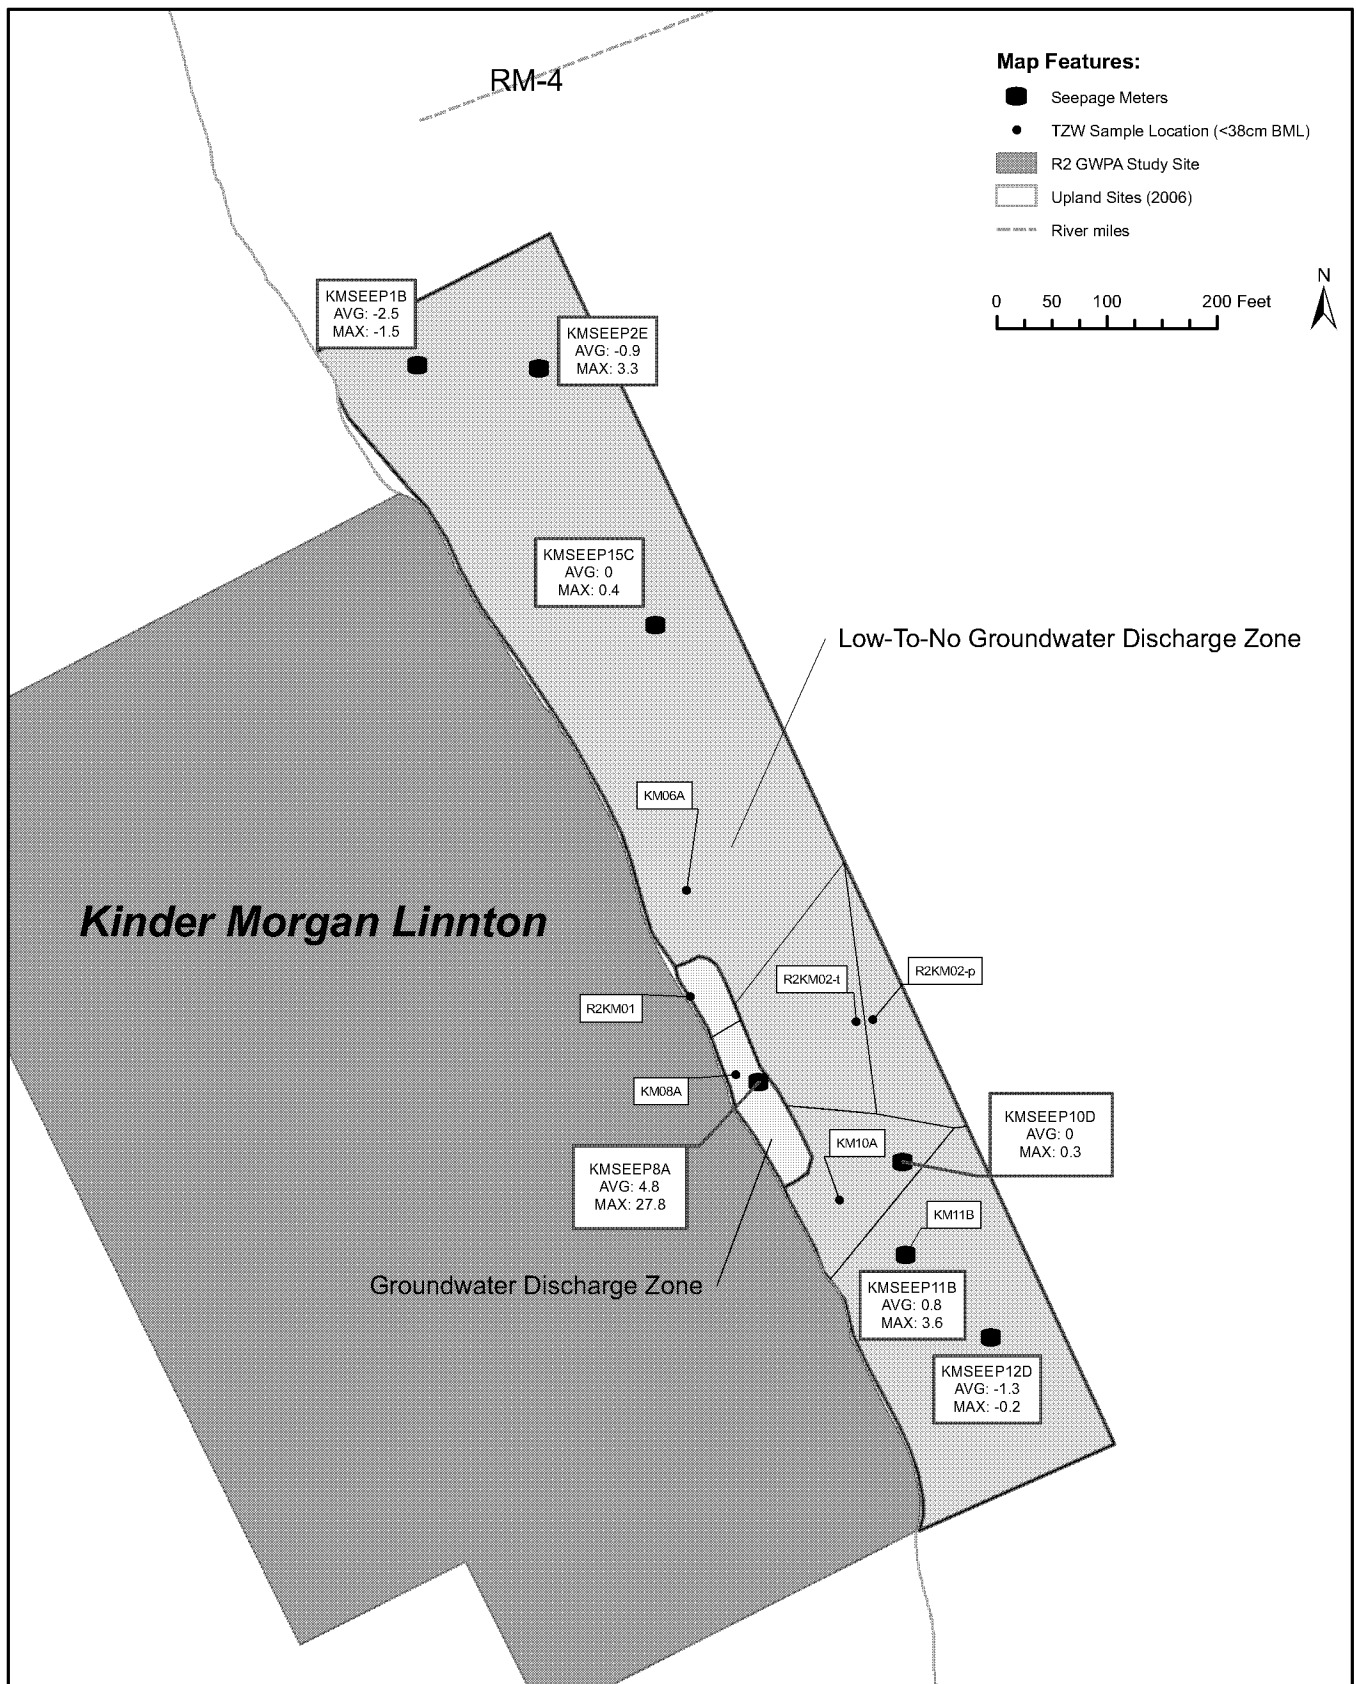 RM-4
Map Features:
Seepage Meters
TZW Sample Location (<38cm BML)
R2 GWPA Study Site
Upland Sites (2006)
River miles
N
0 50 100 200 Feet
KMSEEP1B
AVG: -2.5
MAX: -1.5
KMSEEP2E
AVG: -0.9
MAX: 3.3
KMSEEP15C
AVG: 0
MAX: 0.4
Low-To-No Groundwater Discharge Zone
KM06A
Kinder Morgan Linnton
R2KM02-t
R2KM02-p
R2KM01
KM08A
KMSEEP10D
AVG: 0
MAX: 0.3
KM10A
KMSEEP8A
AVG: 4.8
MAX: 27.8
KM11B
Groundwater Discharge Zone
KMSEEP11B
AVG: 0.8
MAX: 3.6
KMSEEP12D
AVG: -1.3
MAX: -0.2